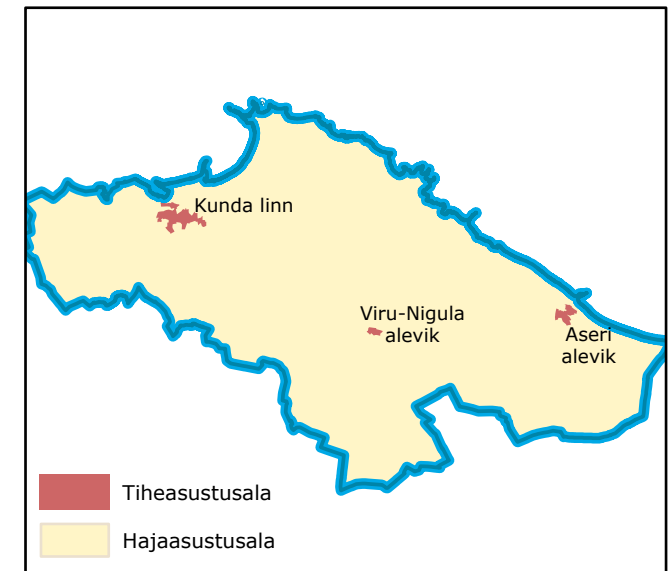 Kunda linn
Viru-Nigula
alevik
Aseri
alevik
Tiheasustusala
Hajaasustusala